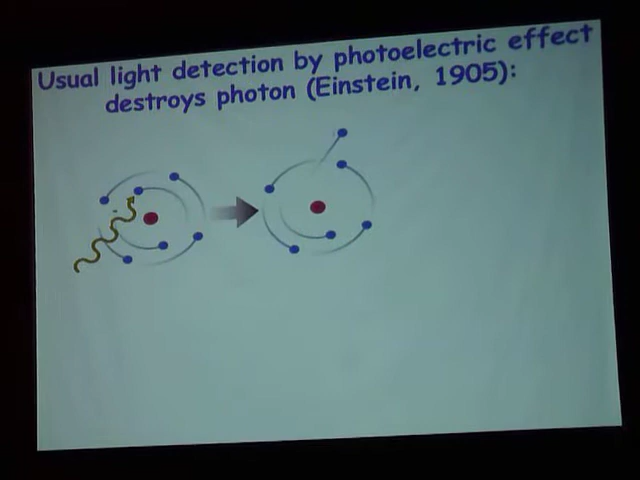 Usual light detection by photoelectric effect
destroys photon (Einstein, 1905):